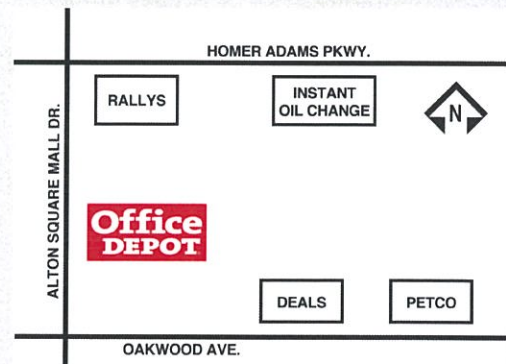 HOMER ADAMS PKWY.
RALLYS
INSTANT
OIL CHANGE
N
ALTON SQUARE MALL DR.
Office
DEPOT
DEALS
PETCO
OAKWOOD AVE.